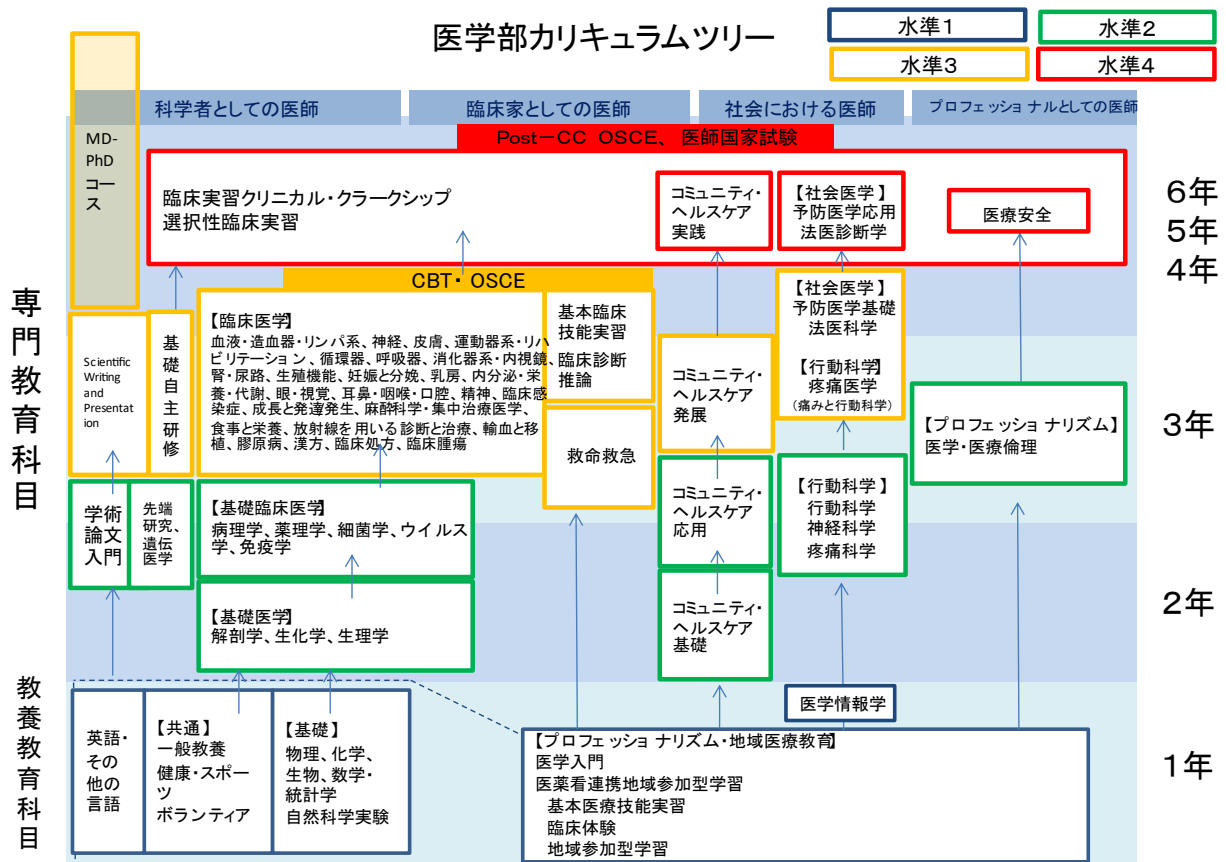 医学部カリキュラムツリー
水準1
水準2
水準3
水準4
科学者としての医師
臨床家としての医師
社会における医師
プロフェッショナルとしての医師
MD-
PhD
コー
ス
Post－CC OSCE、医師国家試験
臨床実習クリニカル・クラークシップ
選択性臨床実習
コミュニティ・
ヘルスケア
実践
【社会医学】
予防医学応用
法医診断学
医療安全
6年
5年
4年
CBT・OSCE
専門教育科目
Scientific
Writing
and
Presentat
ion
基礎自主研修
【臨床医学】
血液・造血器・リンパ系、神経、皮膚、運動器系・リハ
ビリテーション、循環器、呼吸器、消化器系・内視鏡、
腎・尿路、生殖機能、妊娠と分娩、乳房、内分泌・栄
養・代謝、眼・視覚、耳鼻・咽喉・口腔、精神、臨床感
染症、成長と発達発生、麻酔科学・集中治療医学、
食事と栄養、放射線を用いる診断と治療、輸血と移
植、膠原病、漢方、臨床処方、臨床腫瘍
基本臨床
技能実習
臨床診断
推論
救命救急
コミュニティ・
ヘルスケア
発展
【社会医学】
予防医学基礎
法医科学
【行動科学】
疼痛医学
（痛みと行動科学）
【プロフェッショナリズム】
医学・医療倫理
3年
学術
論文
入門
先端
研究、
遺伝
医学
【基礎臨床医学】
病理学、薬理学、細菌学、ウイルス
学、免疫学
コミュニティ・
ヘルスケア
応用
【行動科学】
行動科学
神経科学
疼痛科学
【基礎医学】
解剖学、生化学、生理学
コミュニティ・
ヘルスケア
基礎
2年
教養教育科目
英語・
その
他の
言語
【共通】
一般教養
健康・スポー
ツ
ボランティア
【基礎】
物理、化学、
生物、数学・
統計学
自然科学実験
医学情報学
【プロフェッショナリズム・地域医療教育】
医学入門
医薬看連携地域参加型学習
基本医療技能実習
臨床体験
地域参加型学習
1年